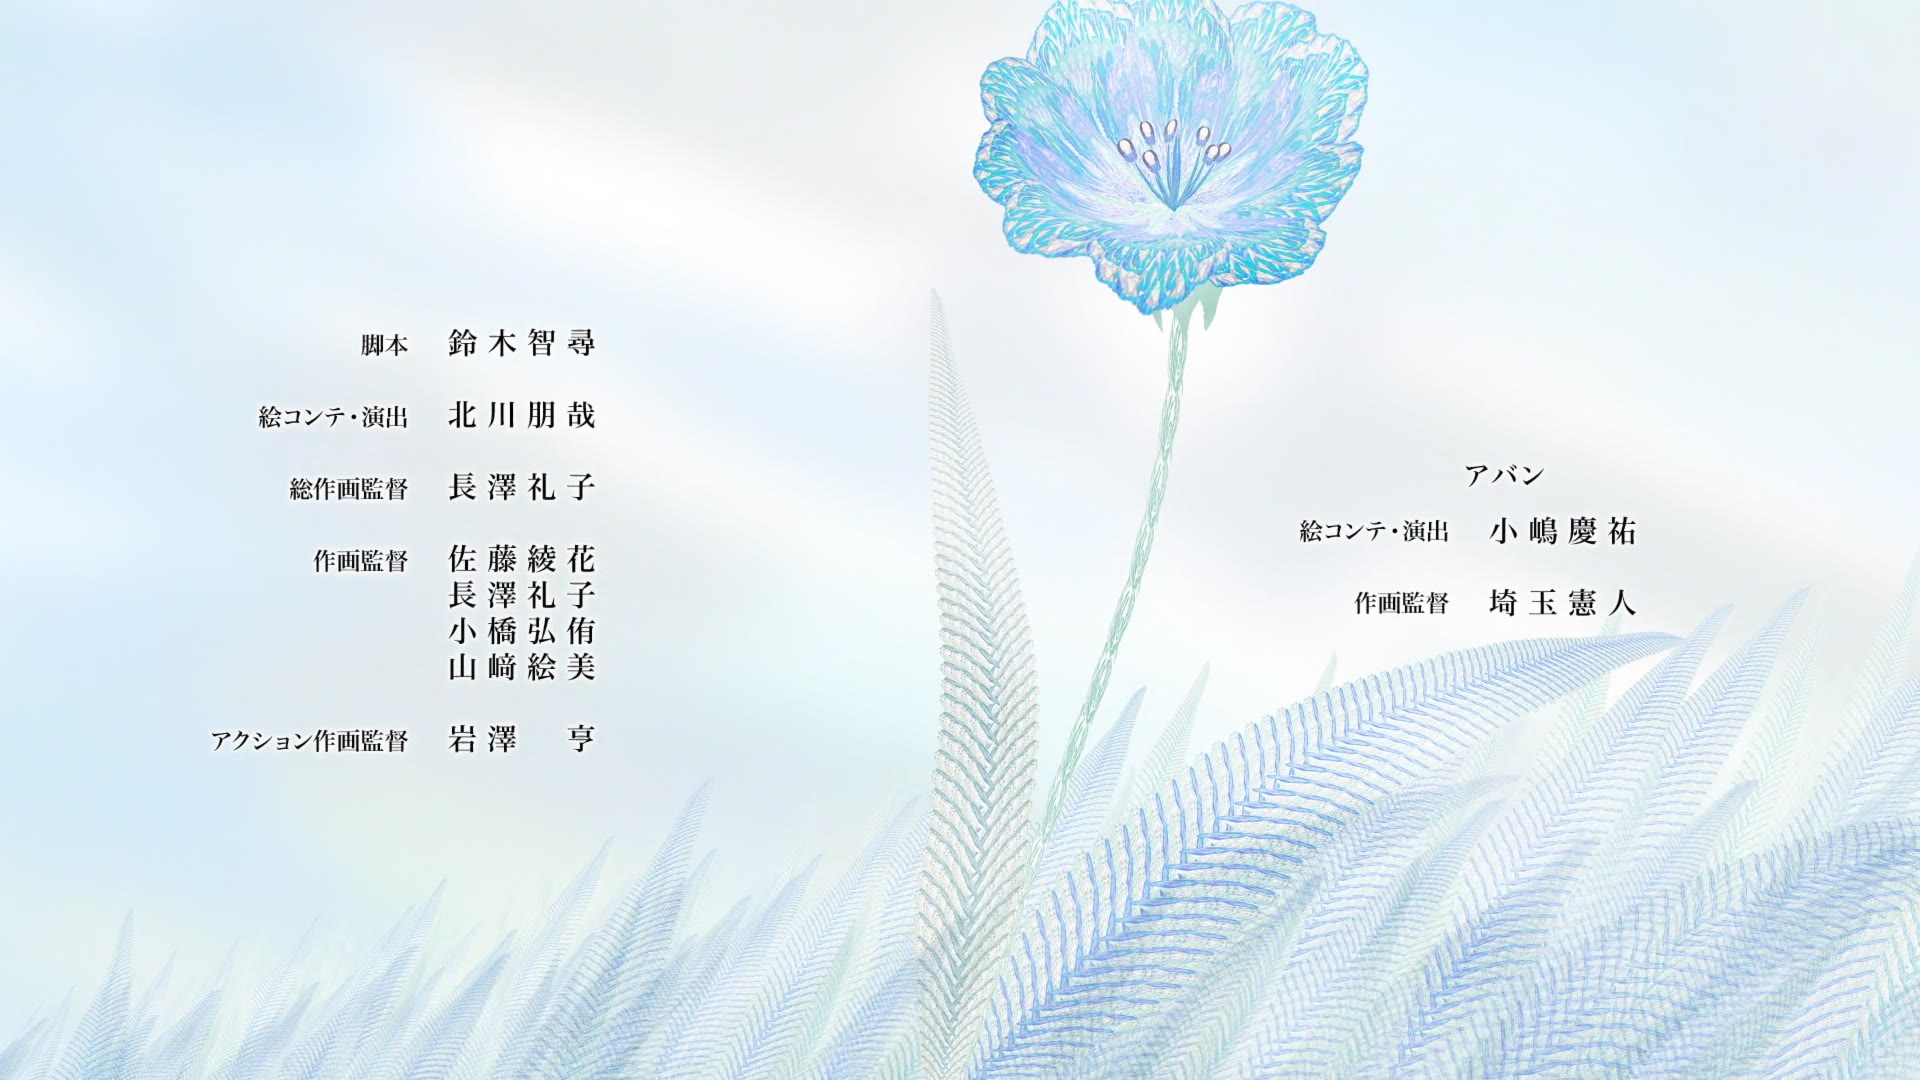 脚本 鈴木智尋
絵コンテ・演出 北川朋哉
総作画監督 長澤礼子
作画監督 佐藤綾花
長澤礼子
小橋弘侑
山﨑絵美
アクション作画監督 岩澤 亨
アバン
絵コンテ・演出 小嶋慶祐
作画監督 埼玉憲人